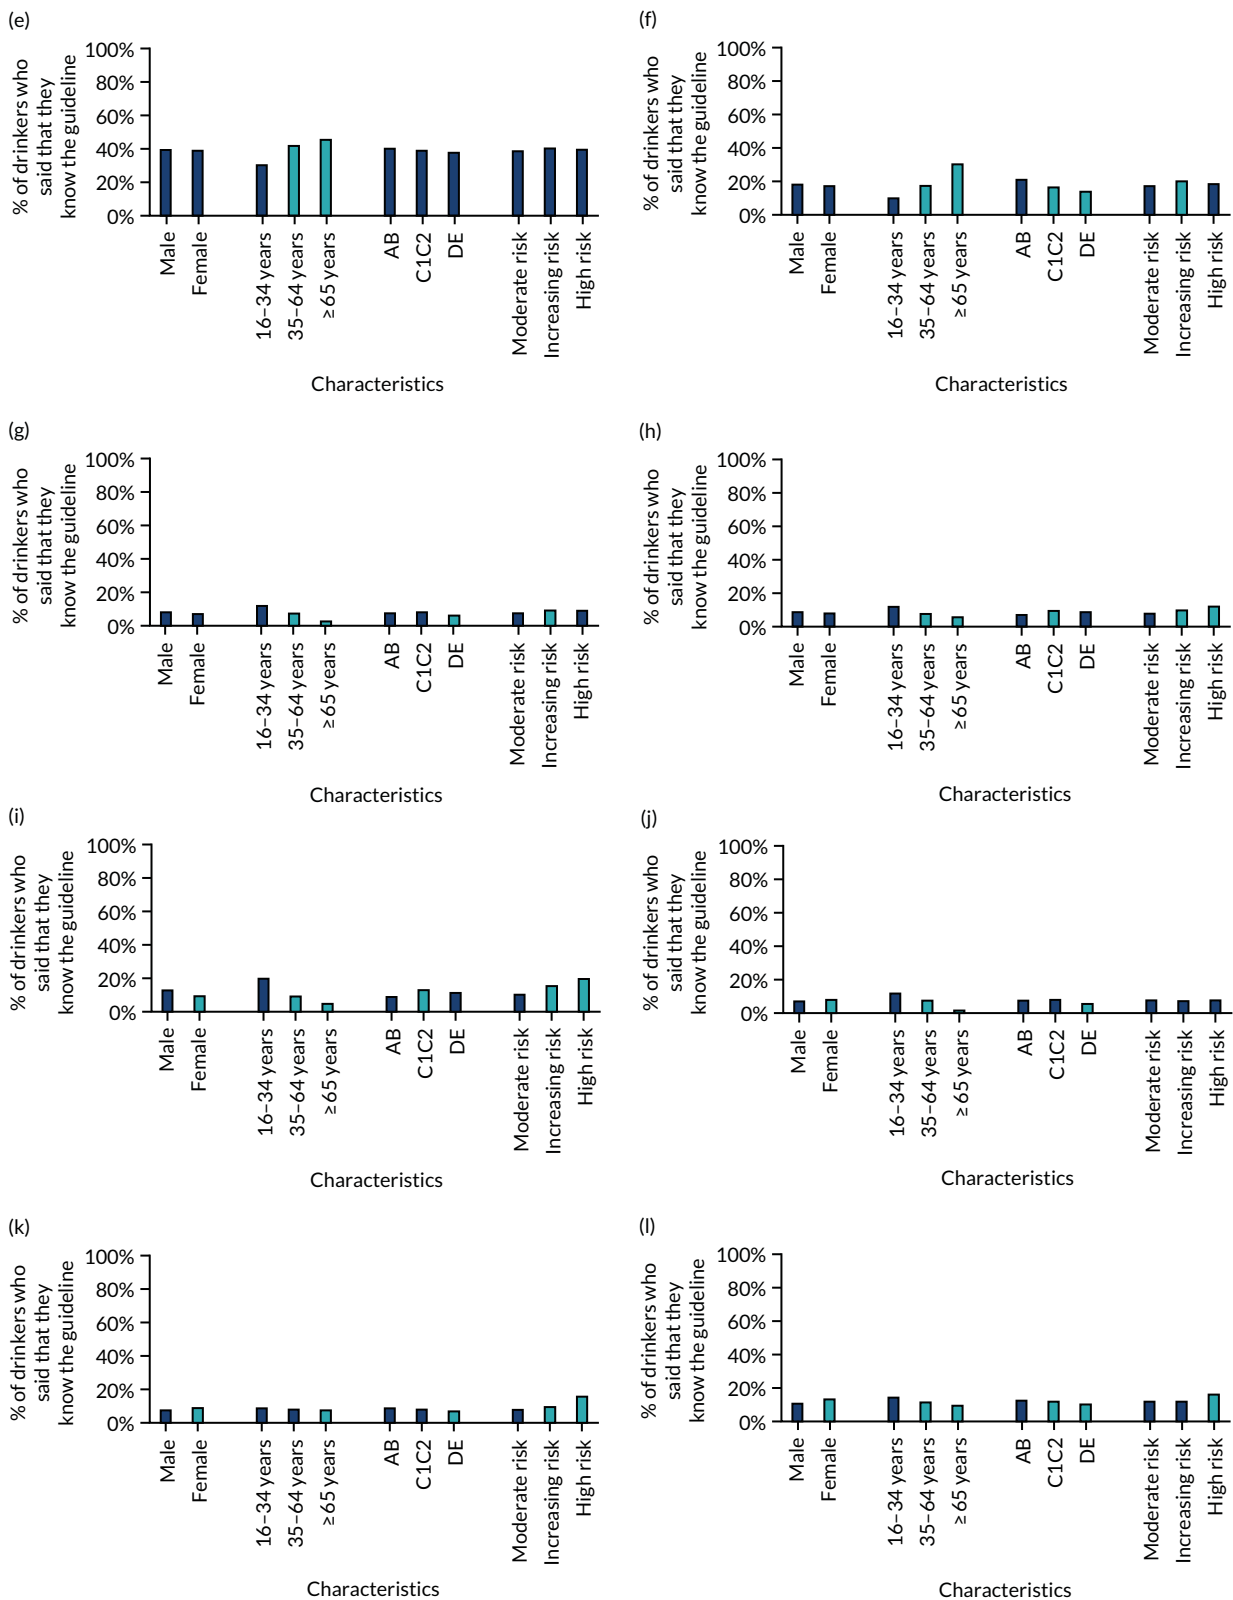 (e)
% of drinkers who
said that they
know the guideline
100%
80%
60%
40%
20%
0%
Male
Female
16–34 years
35–64 years
≥ 65 years
AB
C1C2
DE
Moderate risk
Increasing risk
High risk
Characteristics
(f)
% of drinkers who
said that they
know the guideline
100%
80%
60%
40%
20%
0%
Male
Female
16–34 years
35–64 years
≥ 65 years
AB
C1C2
DE
Moderate risk
Increasing risk
High risk
Characteristics
(g)
% of drinkers who
said that they
know the guideline
100%
80%
60%
40%
20%
0%
Male
Female
16–34 years
35–64 years
≥ 65 years
AB
C1C2
DE
Moderate risk
Increasing risk
High risk
Characteristics
(h)
% of drinkers who
said that they
know the guideline
100%
80%
60%
40%
20%
0%
Male
Female
16–34 years
35–64 years
≥ 65 years
AB
C1C2
DE
Moderate risk
Increasing risk
High risk
Characteristics
(i)
% of drinkers who
said that they
know the guideline
100%
80%
60%
40%
20%
0%
Male
Female
16–34 years
35–64 years
≥ 65 years
AB
C1C2
DE
Moderate risk
Increasing risk
High risk
Characteristics
(j)
% of drinkers who
said that they
know the guideline
100%
80%
60%
40%
20%
0%
Male
Female
16–34 years
35–64 years
≥ 65 years
AB
C1C2
DE
Moderate risk
Increasing risk
High risk
Characteristics
(k)
% of drinkers who
said that they
know the guideline
100%
80%
60%
40%
20%
0%
Male
Female
16–34 years
35–64 years
≥ 65 years
AB
C1C2
DE
Moderate risk
Increasing risk
High risk
Characteristics
(l)
% of drinkers who
said that they
know the guideline
100%
80%
60%
40%
20%
0%
Male
Female
16–34 years
35–64 years
≥ 65 years
AB
C1C2
DE
Moderate risk
Increasing risk
High risk
Characteristics